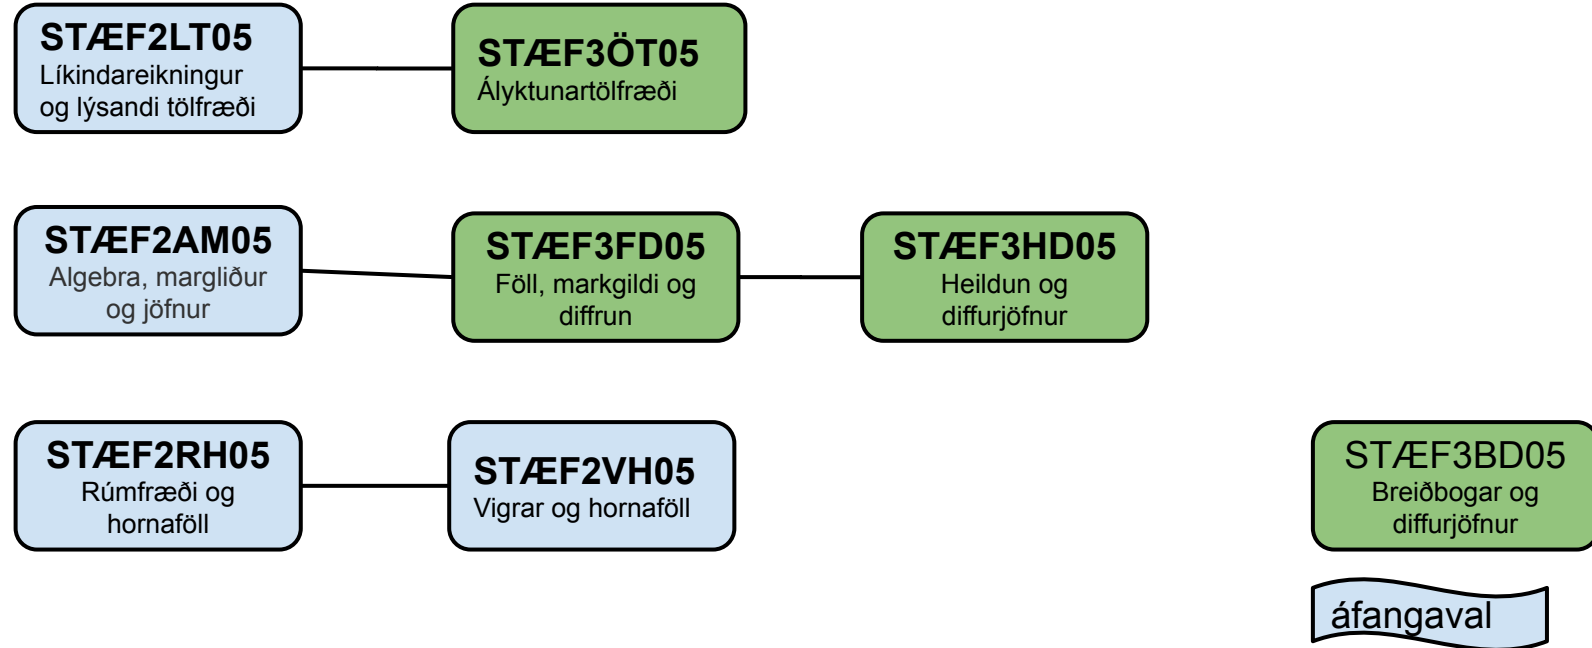 STÆF2LT05
Líkindareikningur
og lýsandi tölfræði
STÆF3ÖT05
Ályktunartölfræði
STÆF2AM05
Algebra, margliður
og jöfnur
STÆF3FD05
Föll, markgildi og
diffrun
STÆF3HD05
Heildun og
diffurjöfnur
STÆF2RH05
Rúmfræði og
hornaföll
STÆF2VH05
Vigrar og hornaföll
STÆF3BD05
Breiðbogar og
diffurjöfnur
áfangaval